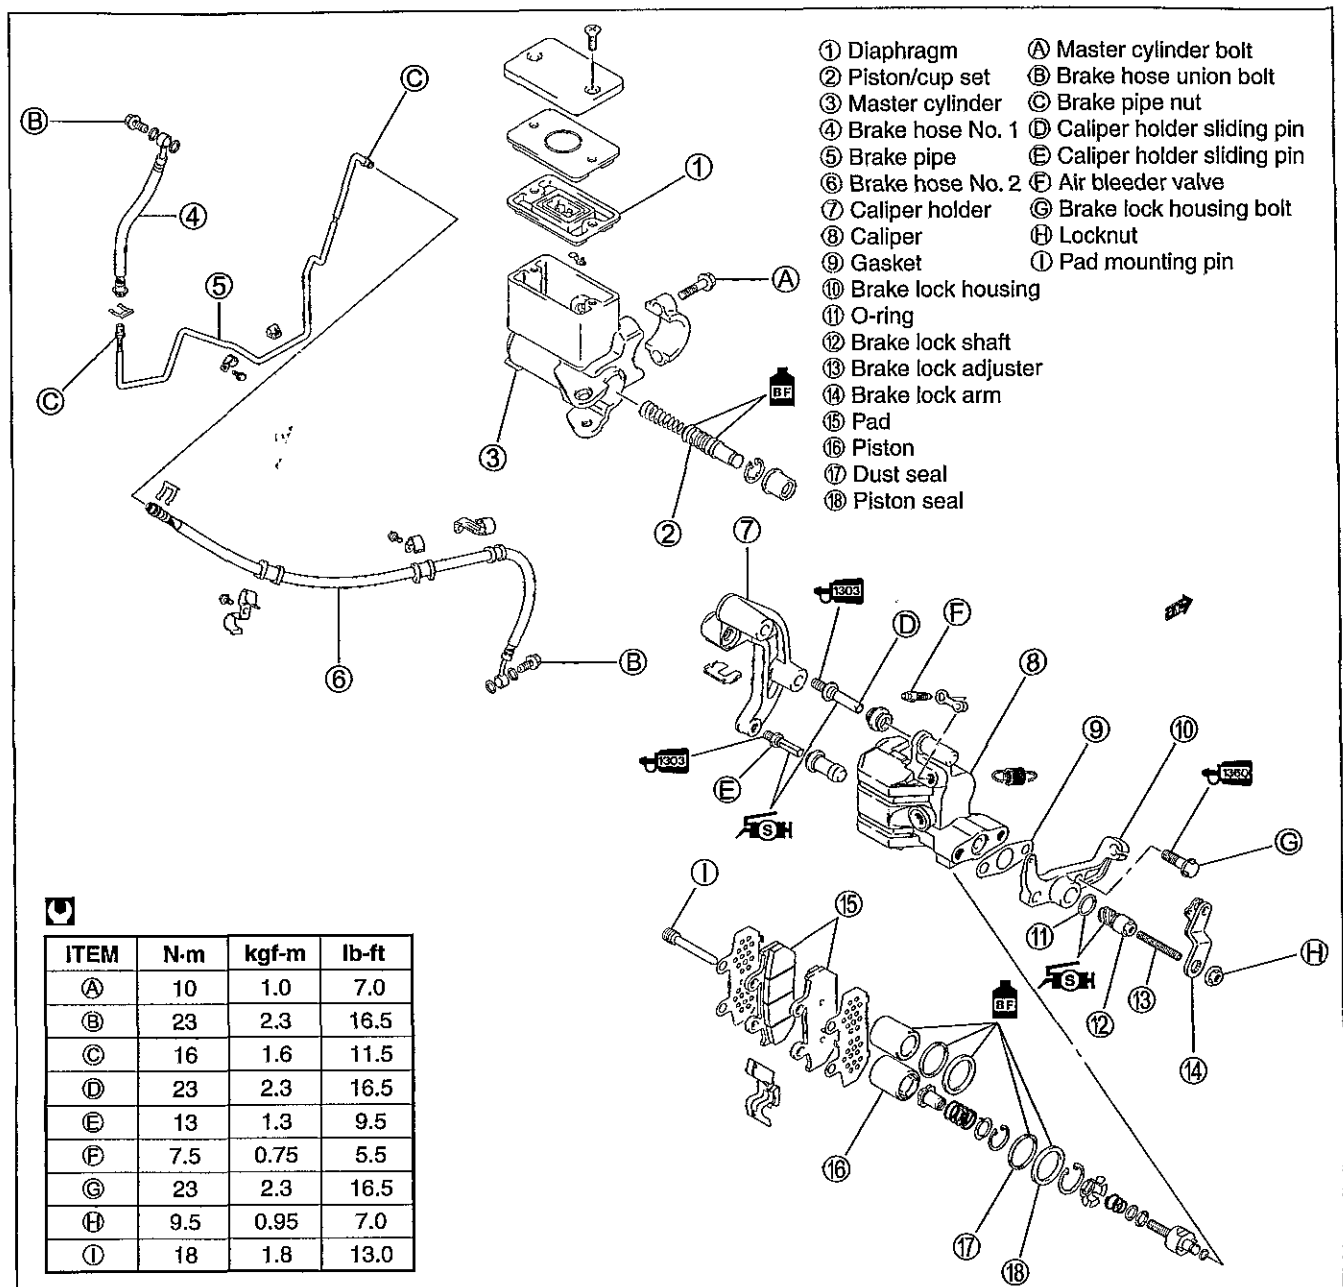 ① Diaphragm
② Piston/cup set
③ Master cylinder
④ Brake hose No. 1
⑤ Brake pipe
⑥ Brake hose No. 2
⑦ Caliper holder
⑧ Caliper
⑨ Gasket
⑩ Brake lock housing
⑪ O-ring
⑫ Brake lock shaft
⑬ Brake lock adjuster
⑭ Brake lock arm
⑮ Pad
⑯ Piston
⑰ Dust seal
⑱ Piston seal
Ⓐ Master cylinder bolt
Ⓑ Brake hose union bolt
Ⓒ Brake pipe nut
Ⓓ Caliper holder sliding pin
Ⓔ Caliper holder sliding pin
Ⓕ Air bleeder valve
Ⓖ Brake lock housing bolt
Ⓗ Locknut
Ⓘ Pad mounting pin
Ⓒ
Ⓑ
①
④
Ⓐ
⑤
BF
Ⓒ
③
②
⑦
1303
Ⓓ
Ⓕ
Ⓑ
⑥
⑧
⑨
⑩
1303
1360
Ⓔ
S
Ⓖ
Ⓘ
⑮
⑪
Ⓗ
S
BF
⑫
⑬
⑭
⑯
⑰
⑱
ITEM N·m kgf-m lb-ft
Ⓐ 10 1.0 7.0
Ⓑ 23 2.3 16.5
Ⓒ 16 1.6 11.5
Ⓓ 23 2.3 16.5
Ⓔ 13 1.3 9.5
Ⓕ 7.5 0.75 5.5
Ⓖ 23 2.3 16.5
Ⓗ 9.5 0.95 7.0
Ⓘ 18 1.8 13.0